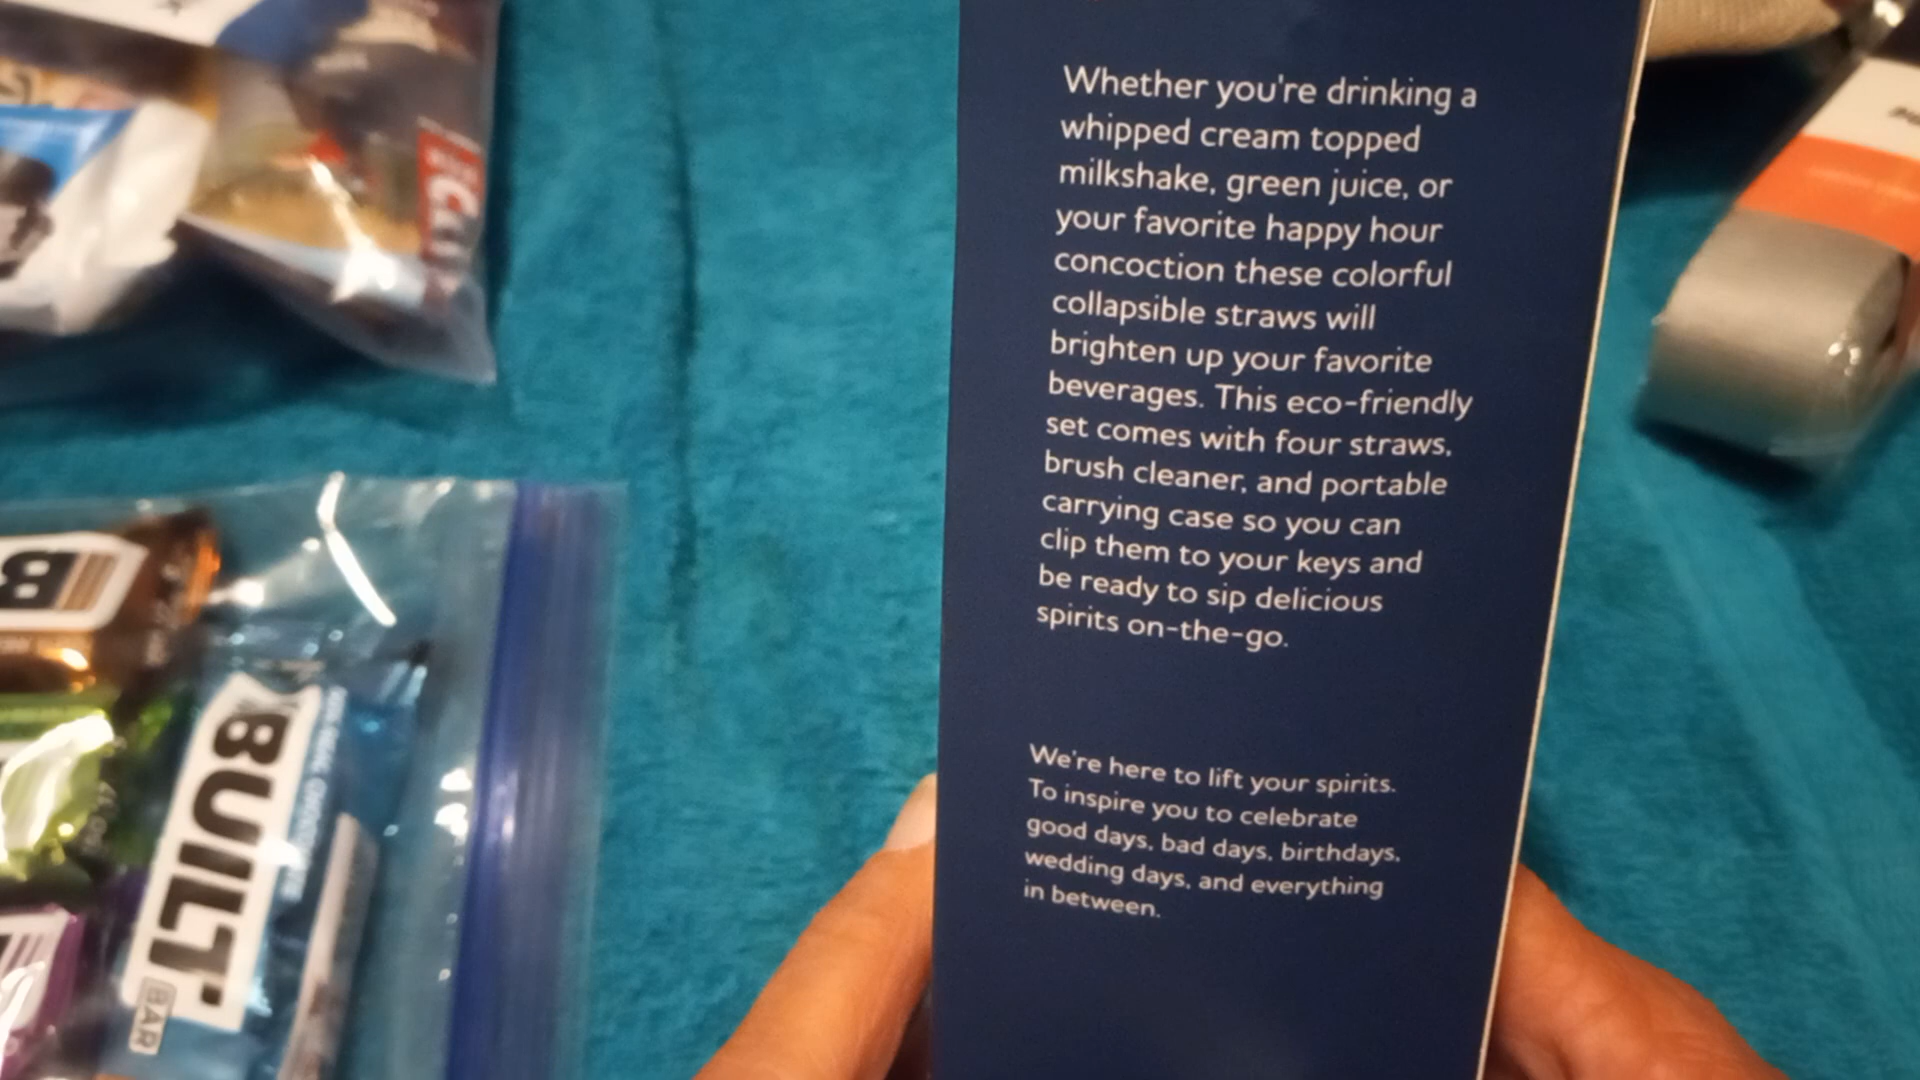 Whether you're drinking a
whipped cream topped
milkshake, green juice, or
your favorite happy hour
concoction these colorful
collapsible straws will
brighten up your favorite
beverages. This eco-friendly
set comes with four straws,
brush cleaner, and portable
carrying case so you can
clip them to your keys and
be ready to sip delicious
spirits on-the-go.
We're here to lift your spirits.
To inspire you to celebrate
good days, bad days, birthdays,
wedding days, and everything
in between.
B
BUILT
BAR